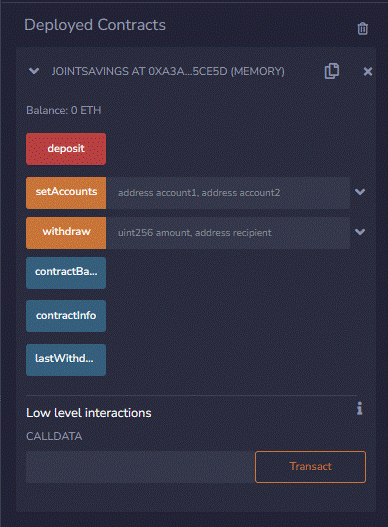 Deployed Contracts
JOINTSAVINGS AT 0XA3A...5CE5D (MEMORY)
Balance: 0 ETH
deposit
setAccounts address account1, address account2
withdraw uint256 amount, address recipient
contractBa...
contractInfo
lastWithd...
Low level interactions
CALLDATA
Transact